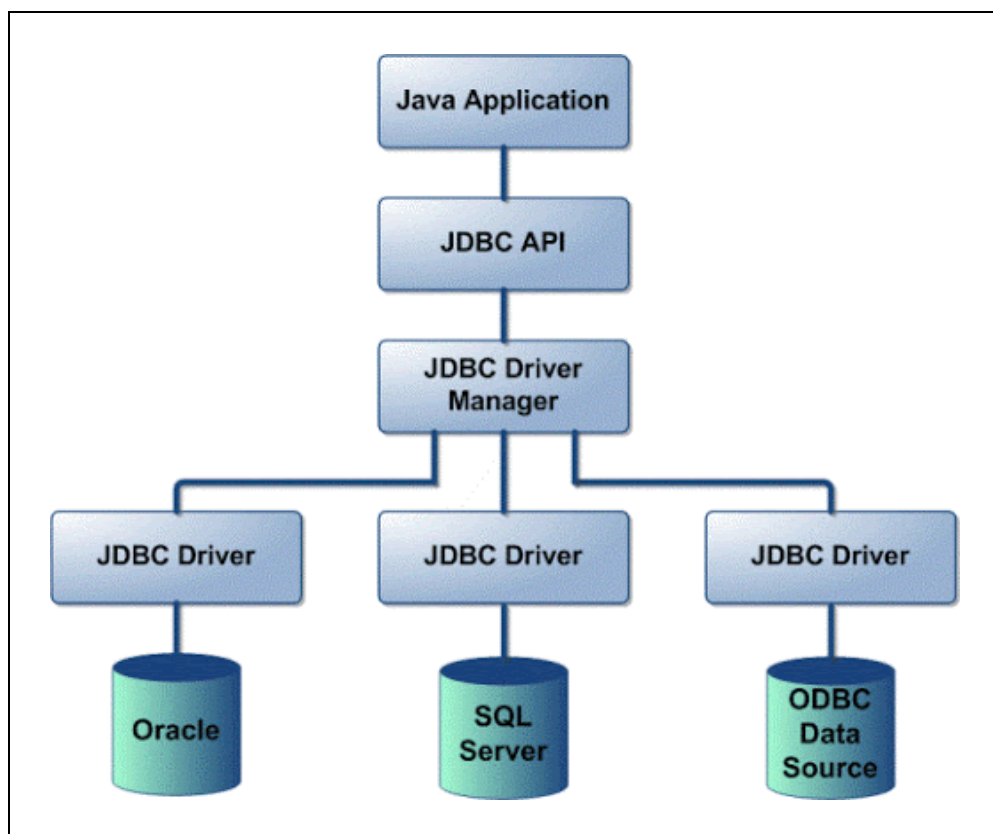 Java Application
JDBC API
JDBC Driver
Manager
JDBC Driver
JDBC Driver
JDBC Driver
Oracle
SQL
Server
ODBC
Data
Source